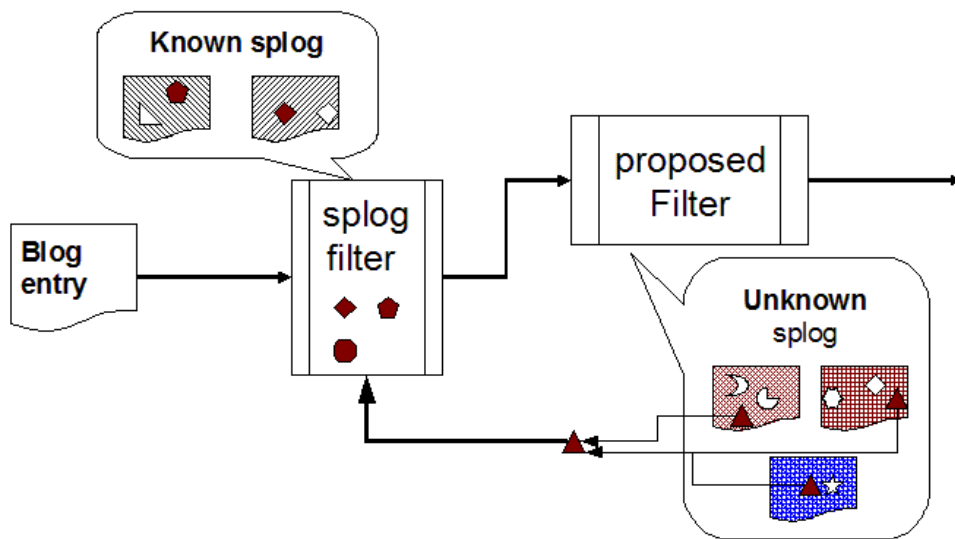 Known splog
splog
filter
proposed
Filter
Blog
entry
Unknown
splog